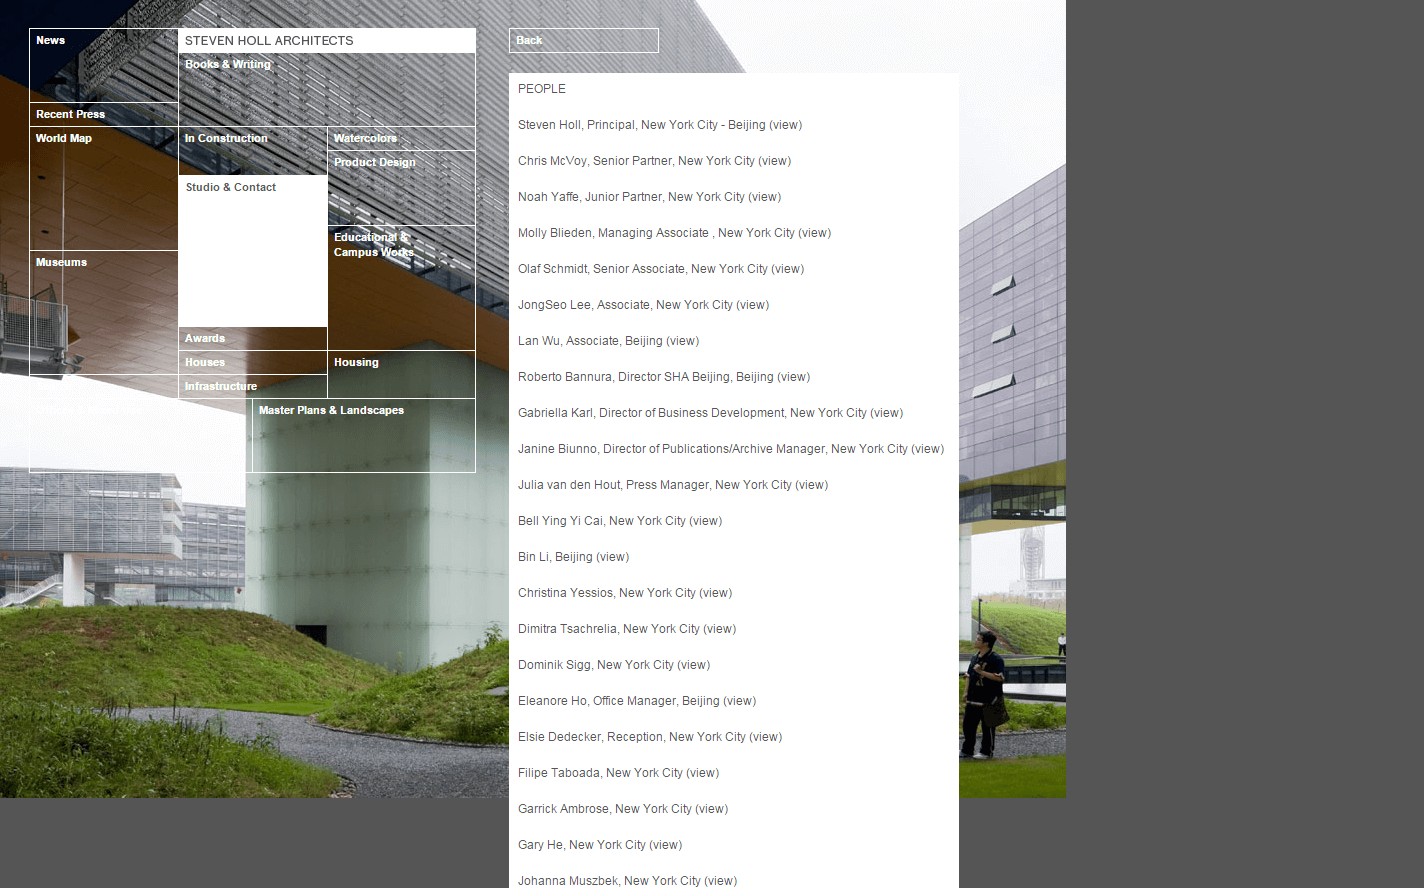 News
STEVEN HOLL ARCHITECTS
Back
Books & Writing
Recent Press
World Map
In Construction
Watercolors
Product Design
Studio & Contact
Educational &
Campus Works
Museums
Awards
Houses
Housing
Infrastructure
Master Plans & Landscapes
PEOPLE
Steven Holl, Principal, New York City - Beijing (view)
Chris McVoy, Senior Partner, New York City (view)
Noah Yaffe, Junior Partner, New York City (view)
Molly Blieden, Managing Associate , New York City (view)
Olaf Schmidt, Senior Associate, New York City (view)
JongSeo Lee, Associate, New York City (view)
Lan Wu, Associate, Beijing (view)
Roberto Bannura, Director SHA Beijing, Beijing (view)
Gabriella Karl, Director of Business Development, New York City (view)
Janine Biunno, Director of Publications/Archive Manager, New York City (view)
Julia van den Hout, Press Manager, New York City (view)
Bell Ying Yi Cai, New York City (view)
Bin Li, Beijing (view)
Christina Yessios, New York City (view)
Dimitra Tsachrelia, New York City (view)
Dominik Sigg, New York City (view)
Eleanore Ho, Office Manager, Beijing (view)
Elsie Dedecker, Reception, New York City (view)
Filipe Taboada, New York City (view)
Garrick Ambrose, New York City (view)
Gary He, New York City (view)
Johanna Muszbek, New York City (view)